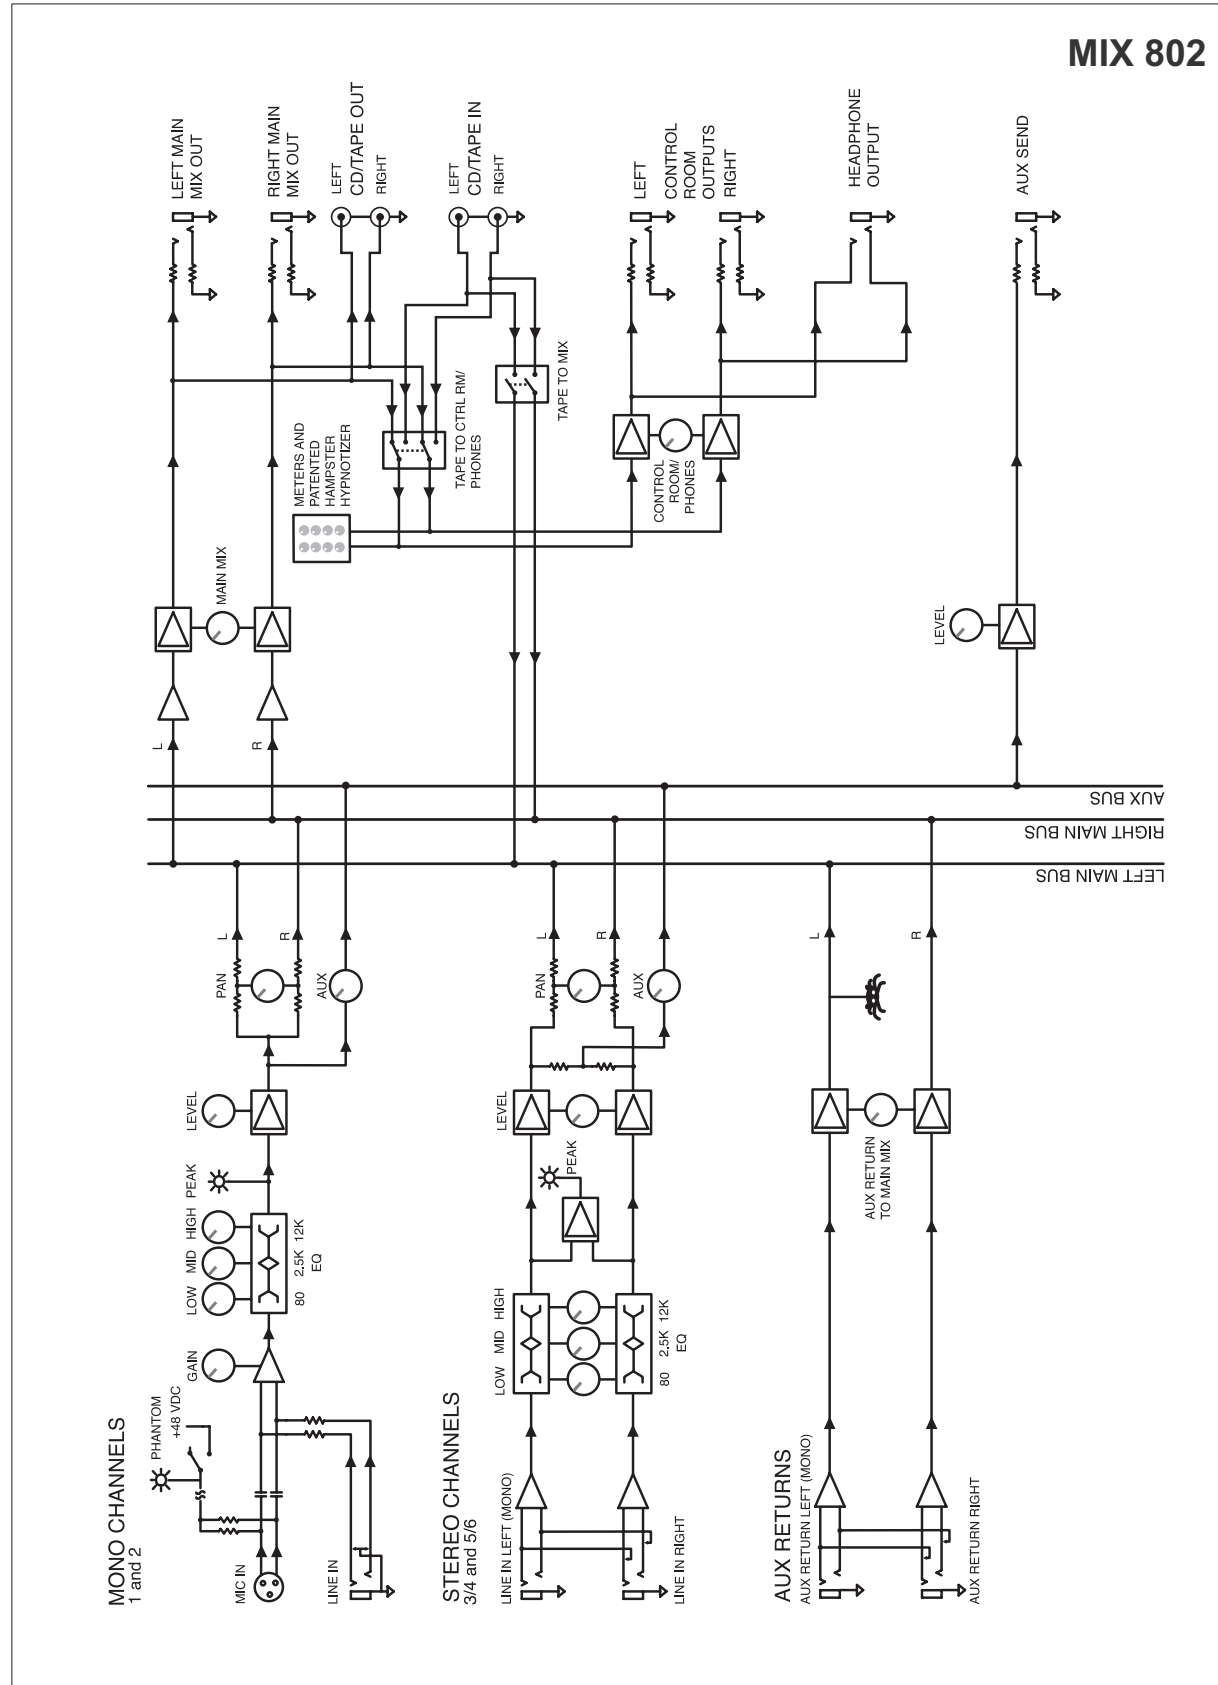 MIX 802
LEFT MAIN
MIX OUT
RIGHT MAIN
MIX OUT
LEFT
CD/TAPE OUT
RIGHT
LEFT
CD/TAPE IN
RIGHT
LEFT
CONTROL
ROOM
OUTPUTS
RIGHT
HEADPHONE
OUTPUT
AUX SEND
METERS AND
PATENTED
HAMPSTER
HYPNOTIZER
TAPE TO CTRL RM/
PHONES
TAPE TO MIX
CONTROL
ROOM/
PHONES
MAIN MIX
LEVEL
L
R
AUX BUS
RIGHT MAIN BUS
LEFT MAIN BUS
L
R
PAN
AUX
L
R
PAN
AUX
L
R
LEVEL
PEAK
LOW MID HIGH
80 2.5K 12K
EQ
GAIN
PHANTOM
+48 VDC
MONO CHANNELS
1 and 2
MIC IN
LINE IN
LEVEL
PEAK
LOW MID HIGH
80 2.5K 12K
EQ
STEREO CHANNELS
3/4 and 5/6
LINE IN LEFT (MONO)
LINE IN RIGHT
AUX RETURN
TO MAIN MIX
AUX RETURNS
AUX RETURN LEFT (MONO)
AUX RETURN RIGHT